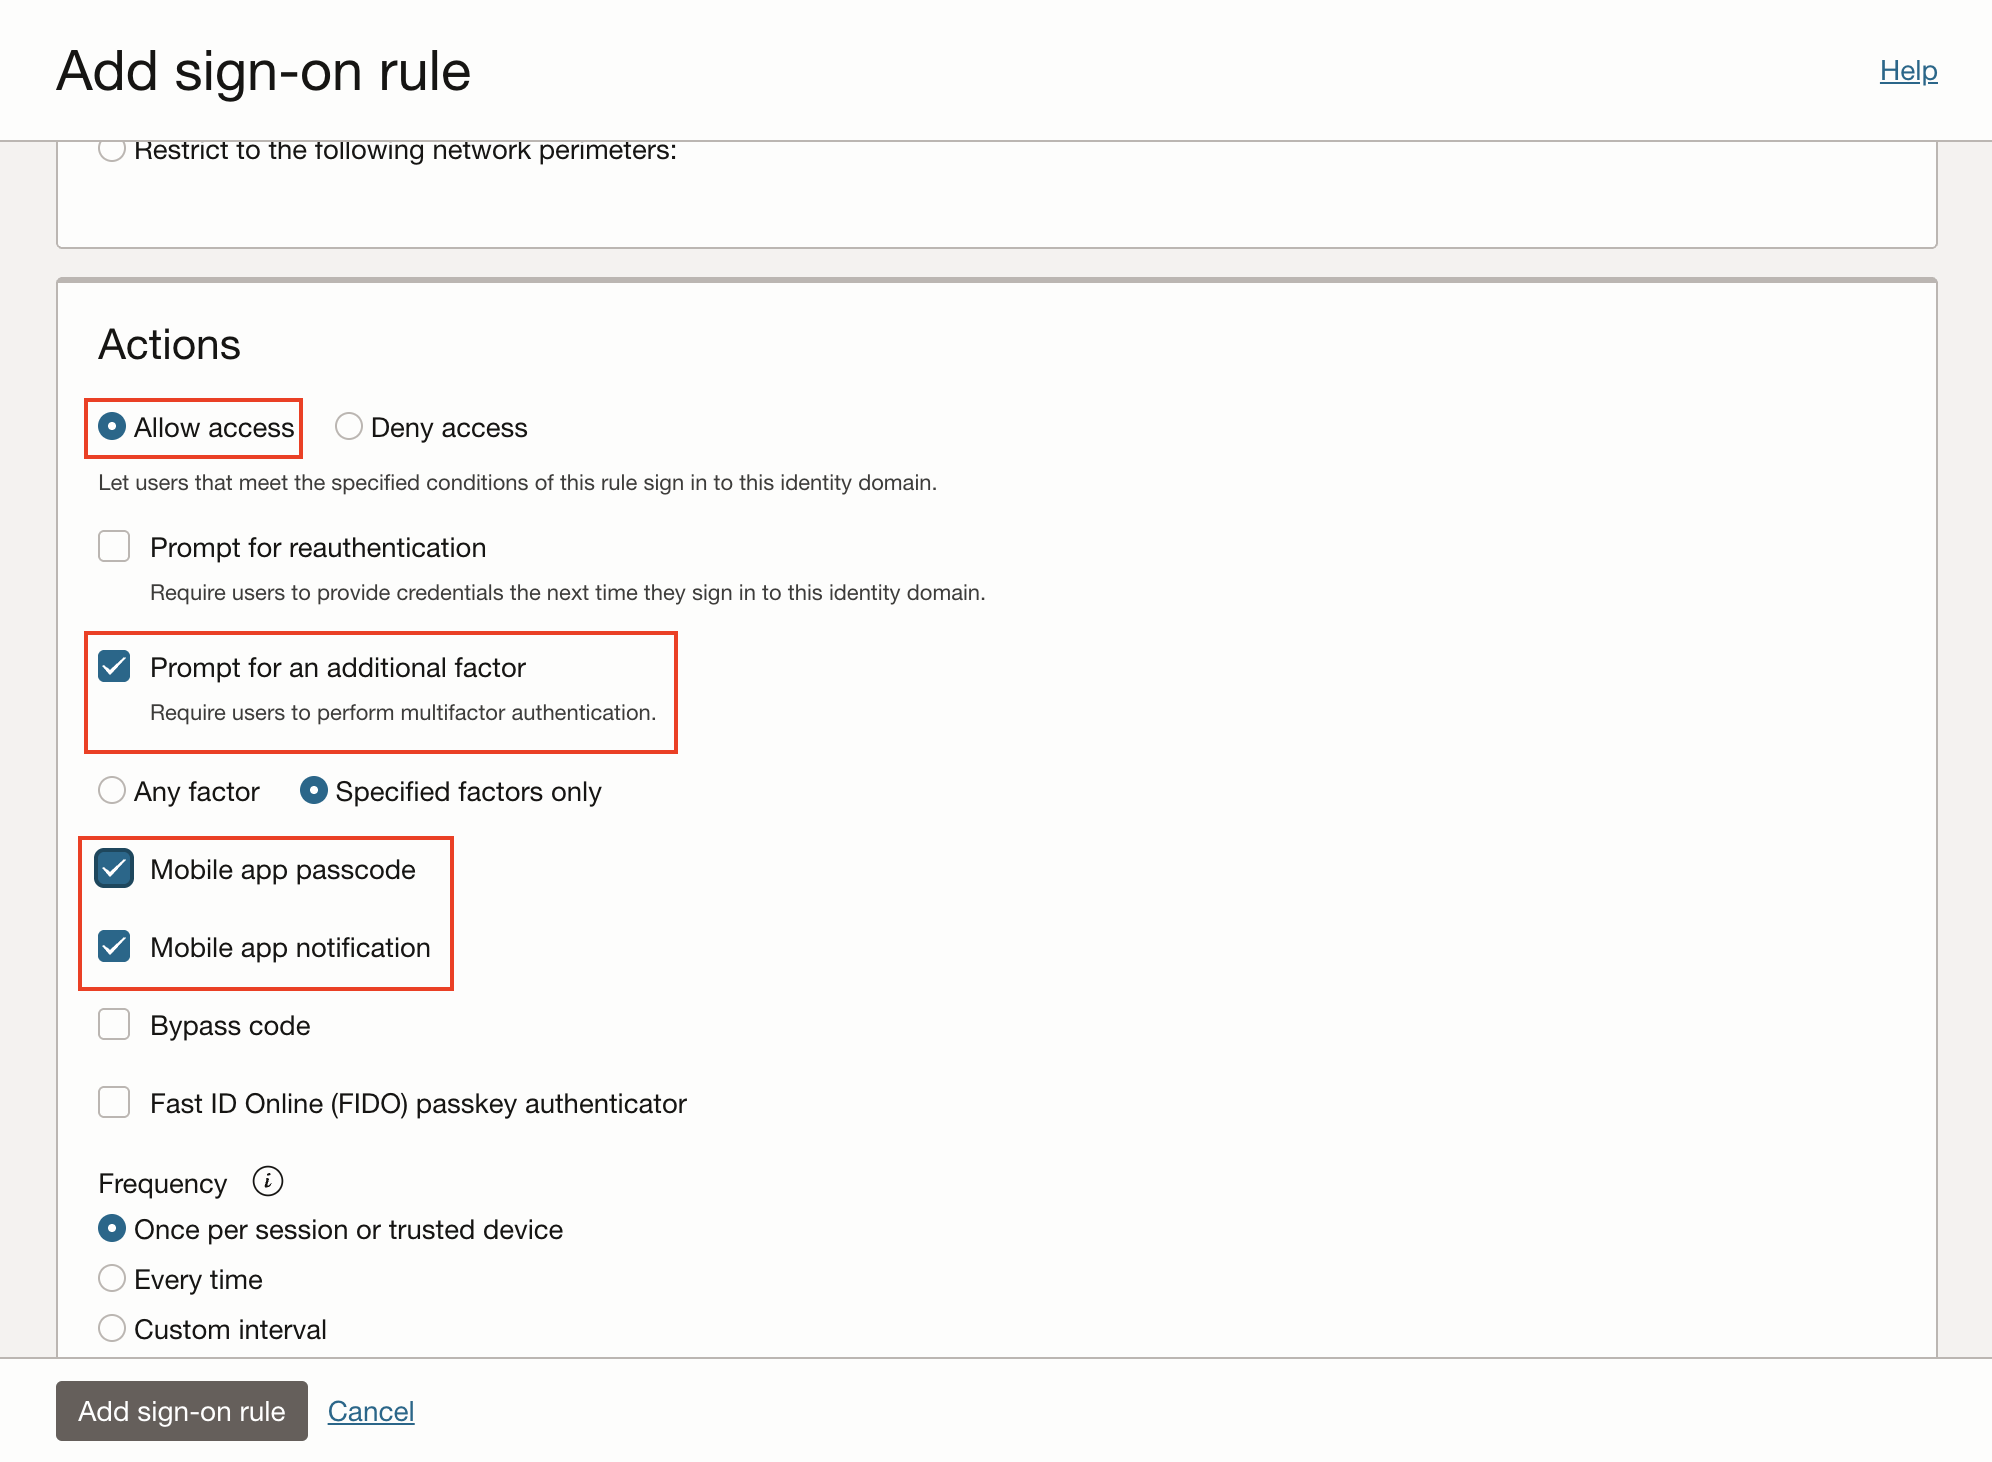 Add sign-on rule
Help
Restrict to the following network perimeters:
Actions
Allow access
Deny access
Let users that meet the specified conditions of this rule sign in to this identity domain.
Prompt for reauthentication
Require users to provide credentials the next time they sign in to this identity domain.
Prompt for an additional factor
Require users to perform multifactor authentication.
Any factor
Specified factors only
Mobile app passcode
Mobile app notification
Bypass code
Fast ID Online (FIDO) passkey authenticator
Frequency
Once per session or trusted device
Every time
Custom interval
Add sign-on rule
Cancel